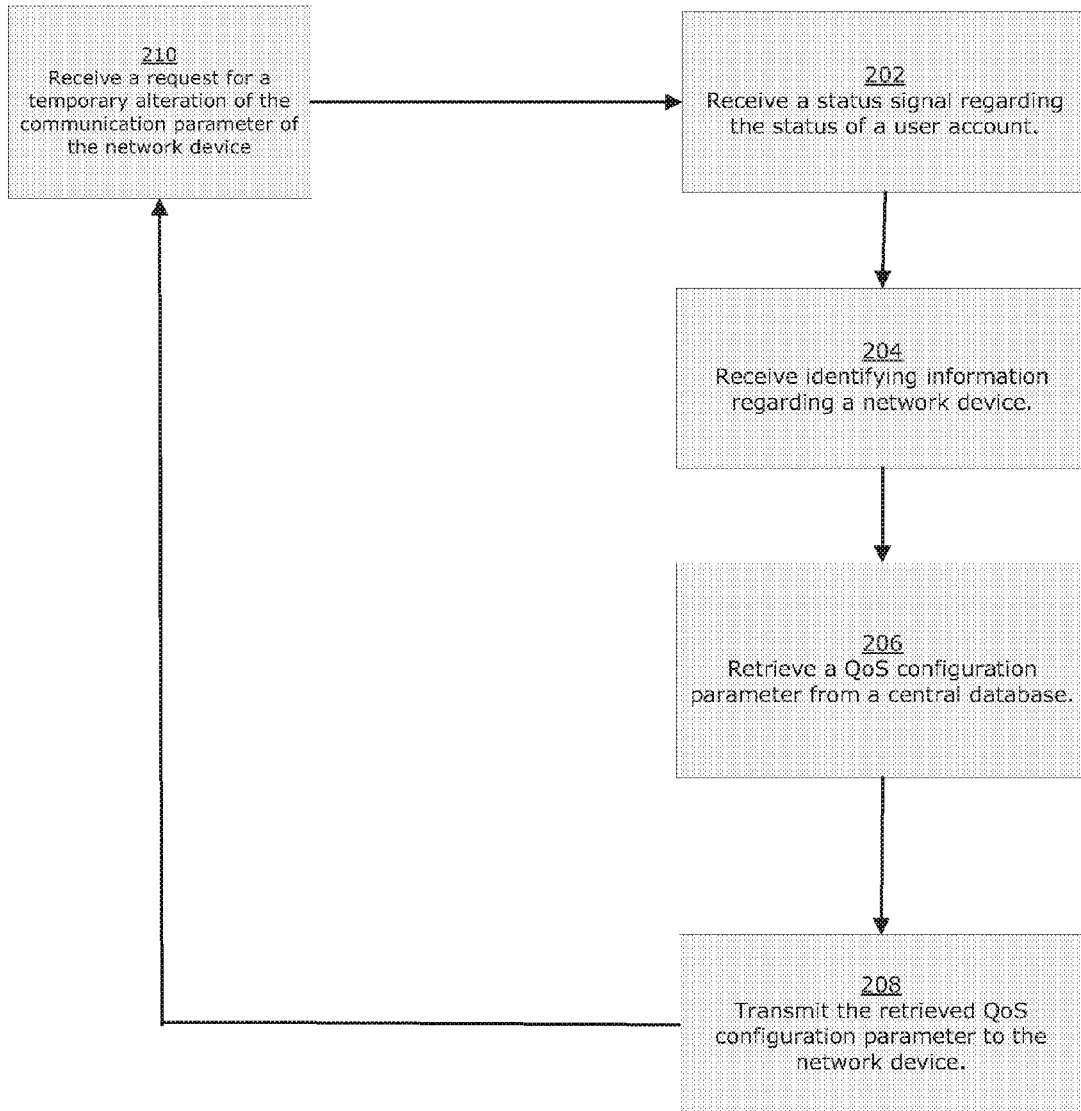 210
Receive a request for a
temporary alteration of the
communication parameter of
the network device
202
Receive a status signal regarding
the status of a user account.
204
Receive identifying information
regarding a network device.
206
Retrieve a QoS configuration
parameter from a central database.
208
Transmit the retrieved QoS
configuration parameter to the
network device.